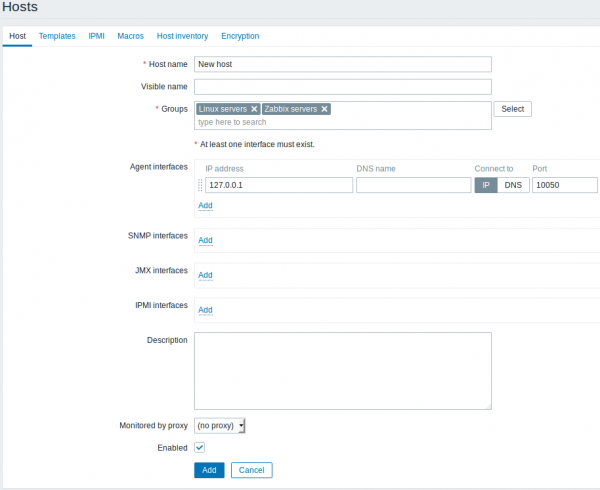 Hosts
Host Templates IPMI Macros Host inventory Encryption
* Host name New host
Visible name
* Groups Linux servers × Zabbix servers × Select
type here to search
* At least one interface must exist.
Agent interfaces IP address DNS name Connect to Port
127.0.0.1 IP DNS 10050
Add
SNMP interfaces Add
JMX interfaces Add
IPMI interfaces Add
Description
Monitored by proxy (no proxy)
Enabled
Add Cancel